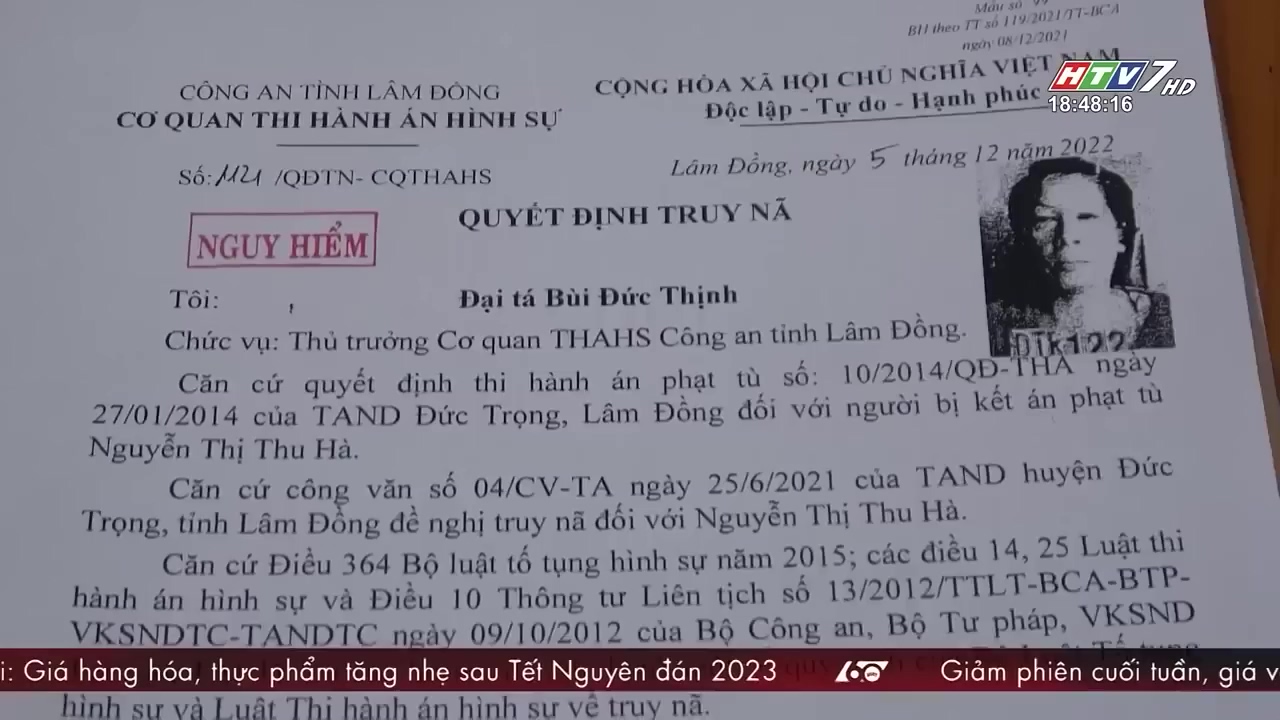 Mẫu số
BH theo TT số 119/2021/TT-BCA
ngày 08/12/2021
CÔNG AN TỈNH LÂM ĐỒNG
CƠ QUAN THI HÀNH ÁN HÌNH SỰ
CỘNG HÒA XÃ HỘI CHỦ NGHĨA VIỆT NAM
Độc lập - Tự do - Hạnh phúc
HTV7 HD
18:48:16
Số: 1121 /QĐTN- CQTHAHS
Lâm Đồng, ngày 5 tháng 12 năm 2022
QUYẾT ĐỊNH TRUY NÃ
NGUY HIỂM
Tôi: Đại tá Bùi Đức Thịnh
Chức vụ: Thủ trưởng Cơ quan THAHS Công an tỉnh Lâm Đồng.
Căn cứ quyết định thi hành án phạt tù số: 10/2014/QĐ-THA ngày
27/01/2014 của TAND Đức Trọng, Lâm Đồng đối với người bị kết án phạt tù
Nguyễn Thị Thu Hà.
Căn cứ công văn số 04/CV-TA ngày 25/6/2021 của TAND huyện Đức
Trọng, tỉnh Lâm Đồng đề nghị truy nã đối với Nguyễn Thị Thu Hà.
Căn cứ Điều 364 Bộ luật tố tụng hình sự năm 2015; các điều 14, 25 Luật thi
hành án hình sự và Điều 10 Thông tư Liên tịch số 13/2012/TTLT-BCA-BTP-
VKSNDTC-TANDTC ngày 09/10/2012 của Bộ Công an, Bộ Tư pháp, VKSND
i: Giá hàng hóa, thực phẩm tăng nhẹ sau Tết Nguyên đán 2023 60 Giảm phiên cuối tuần, giá v
hình sự và Luật Thi hành án hình sự về truy nã.